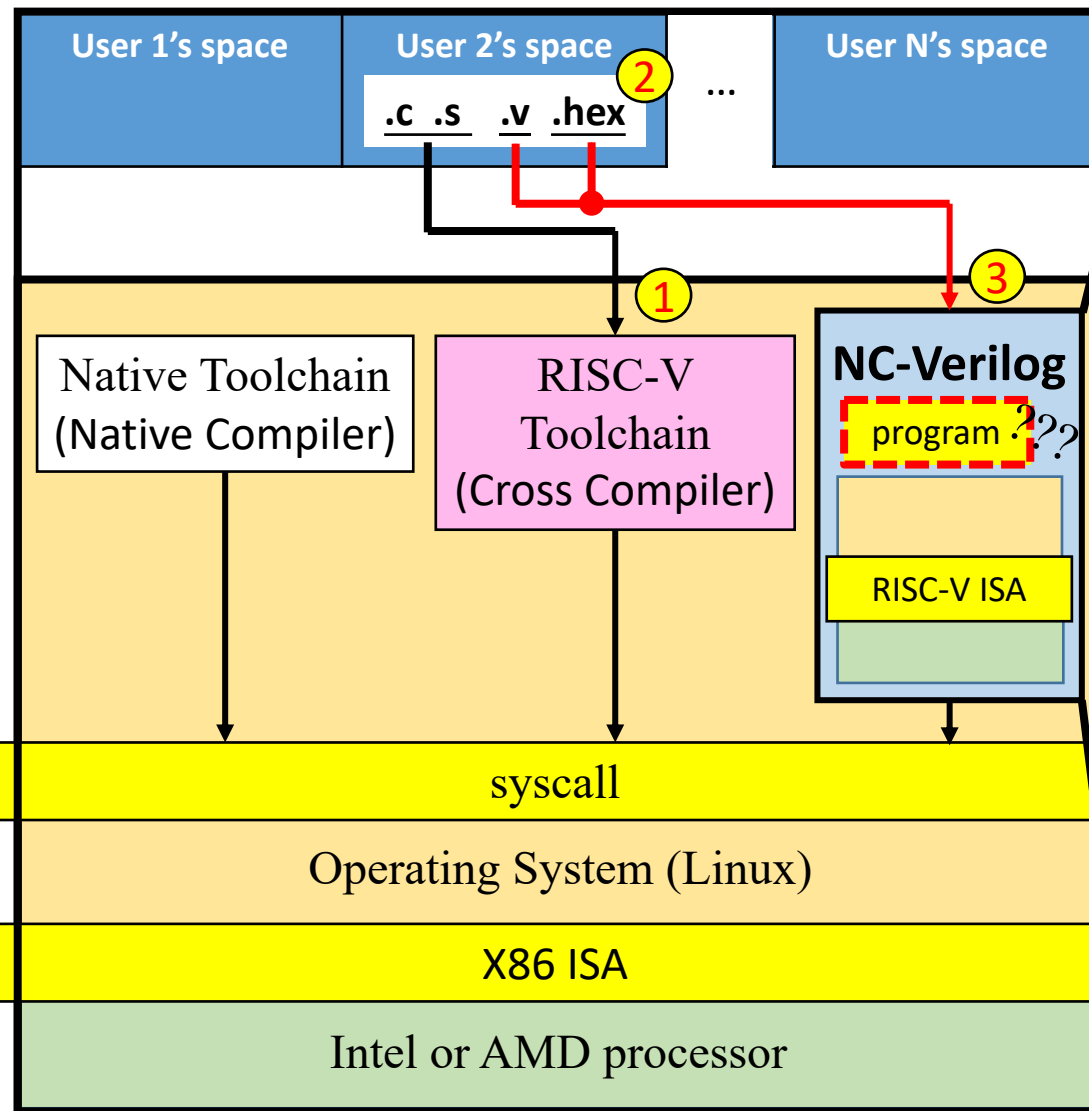 User 1’s space
User 2’s space
...
User N's space
2
.c .s .v .hex
1
3
Native Toolchain
(Native Compiler)
RISC-V
Toolchain
(Cross Compiler)
NC-Verilog
program ???
RISC-V ISA
syscall
Operating System (Linux)
X86 ISA
Intel or AMD processor